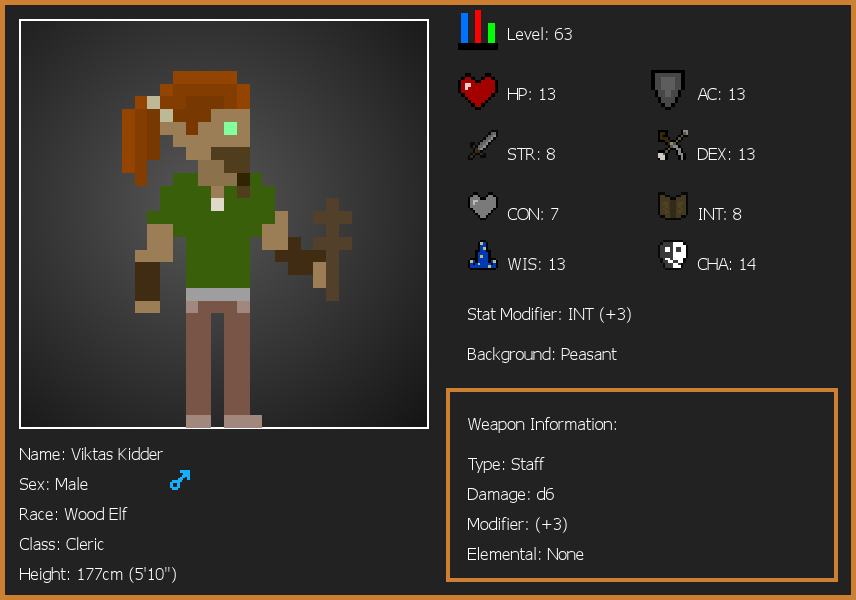 Level: 63
HP: 13
AC: 13
STR: 8
DEX: 13
CON: 7
INT: 8
WIS: 13
CHA: 14
Stat Modifier: INT (+3)
Background: Peasant
Weapon Information:
Type: Staff
Damage: d6
Modifier: (+3)
Elemental: None
Name: Viktas Kidder
Sex: Male
Race: Wood Elf
Class: Cleric
Height: 177cm (5'10")